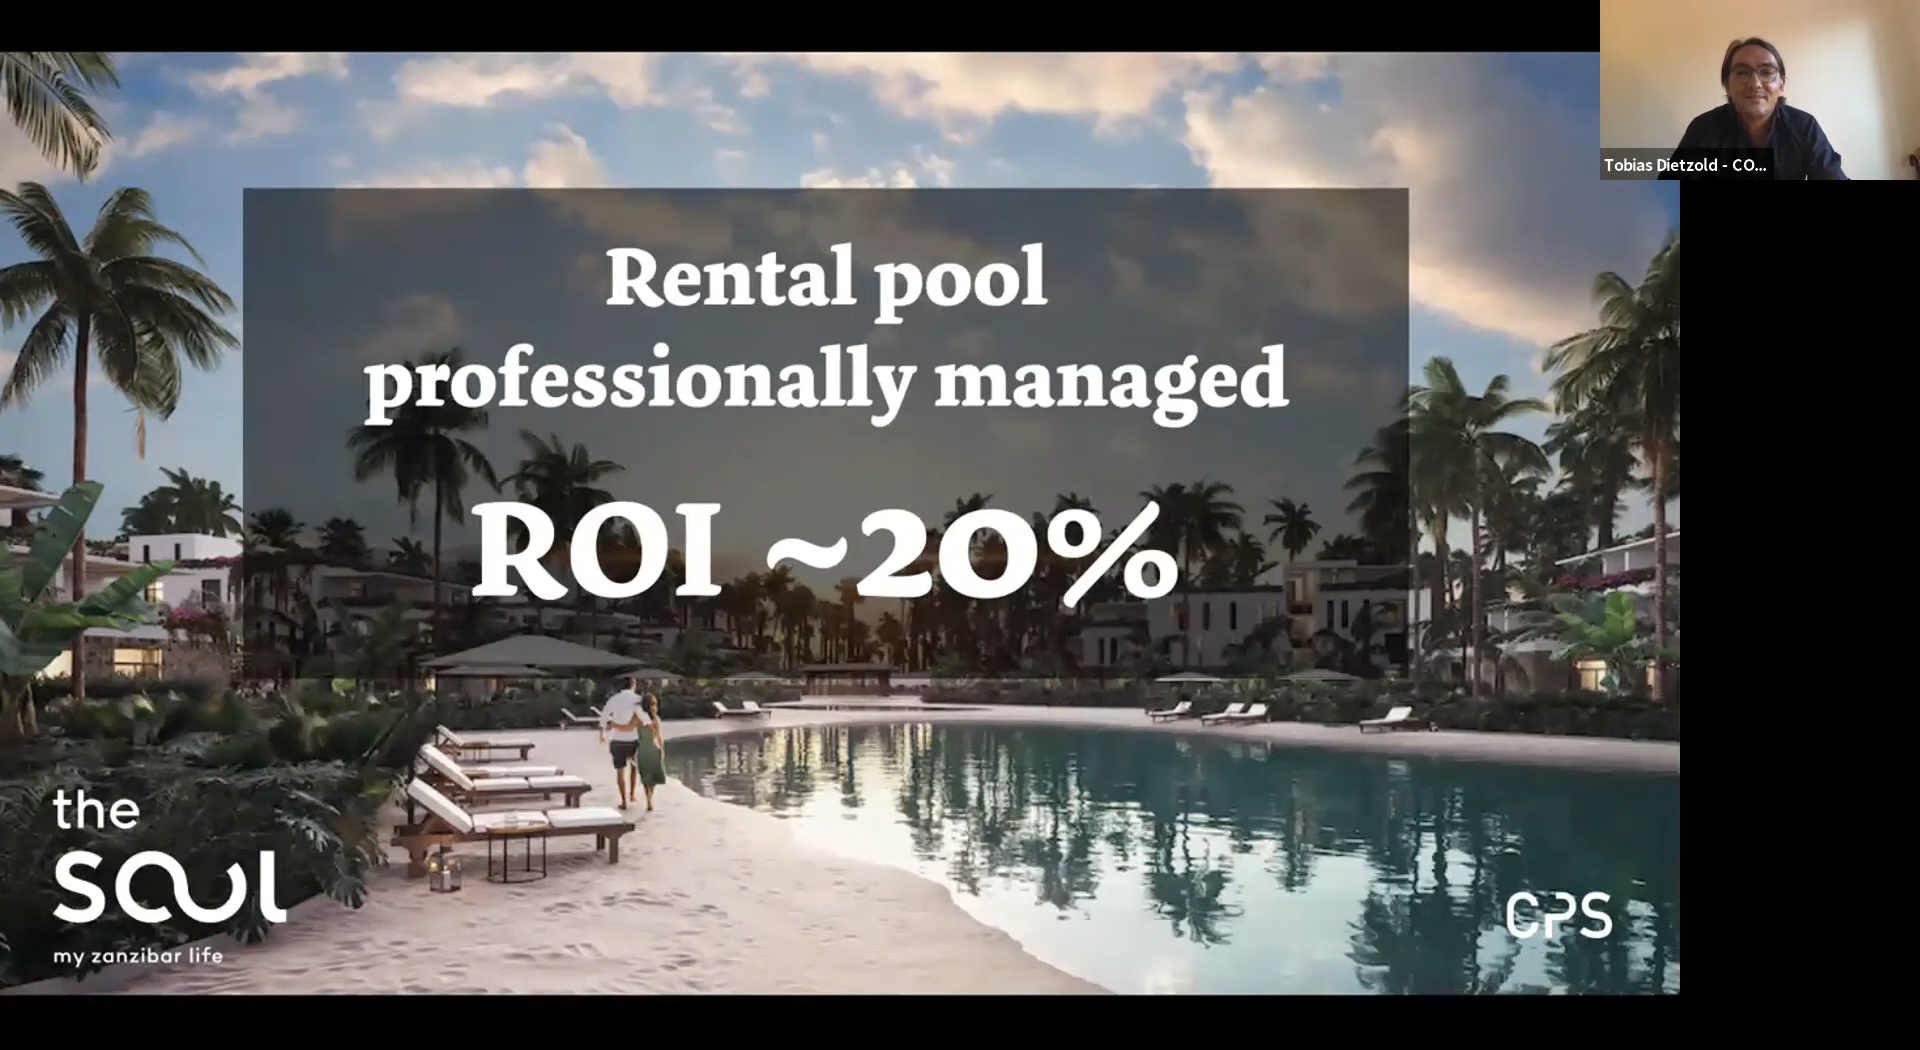 Tobias Dietzold - CO...
Rental pool
professionally managed
ROI ~20%
the
soul
my zanzibar life
CPS